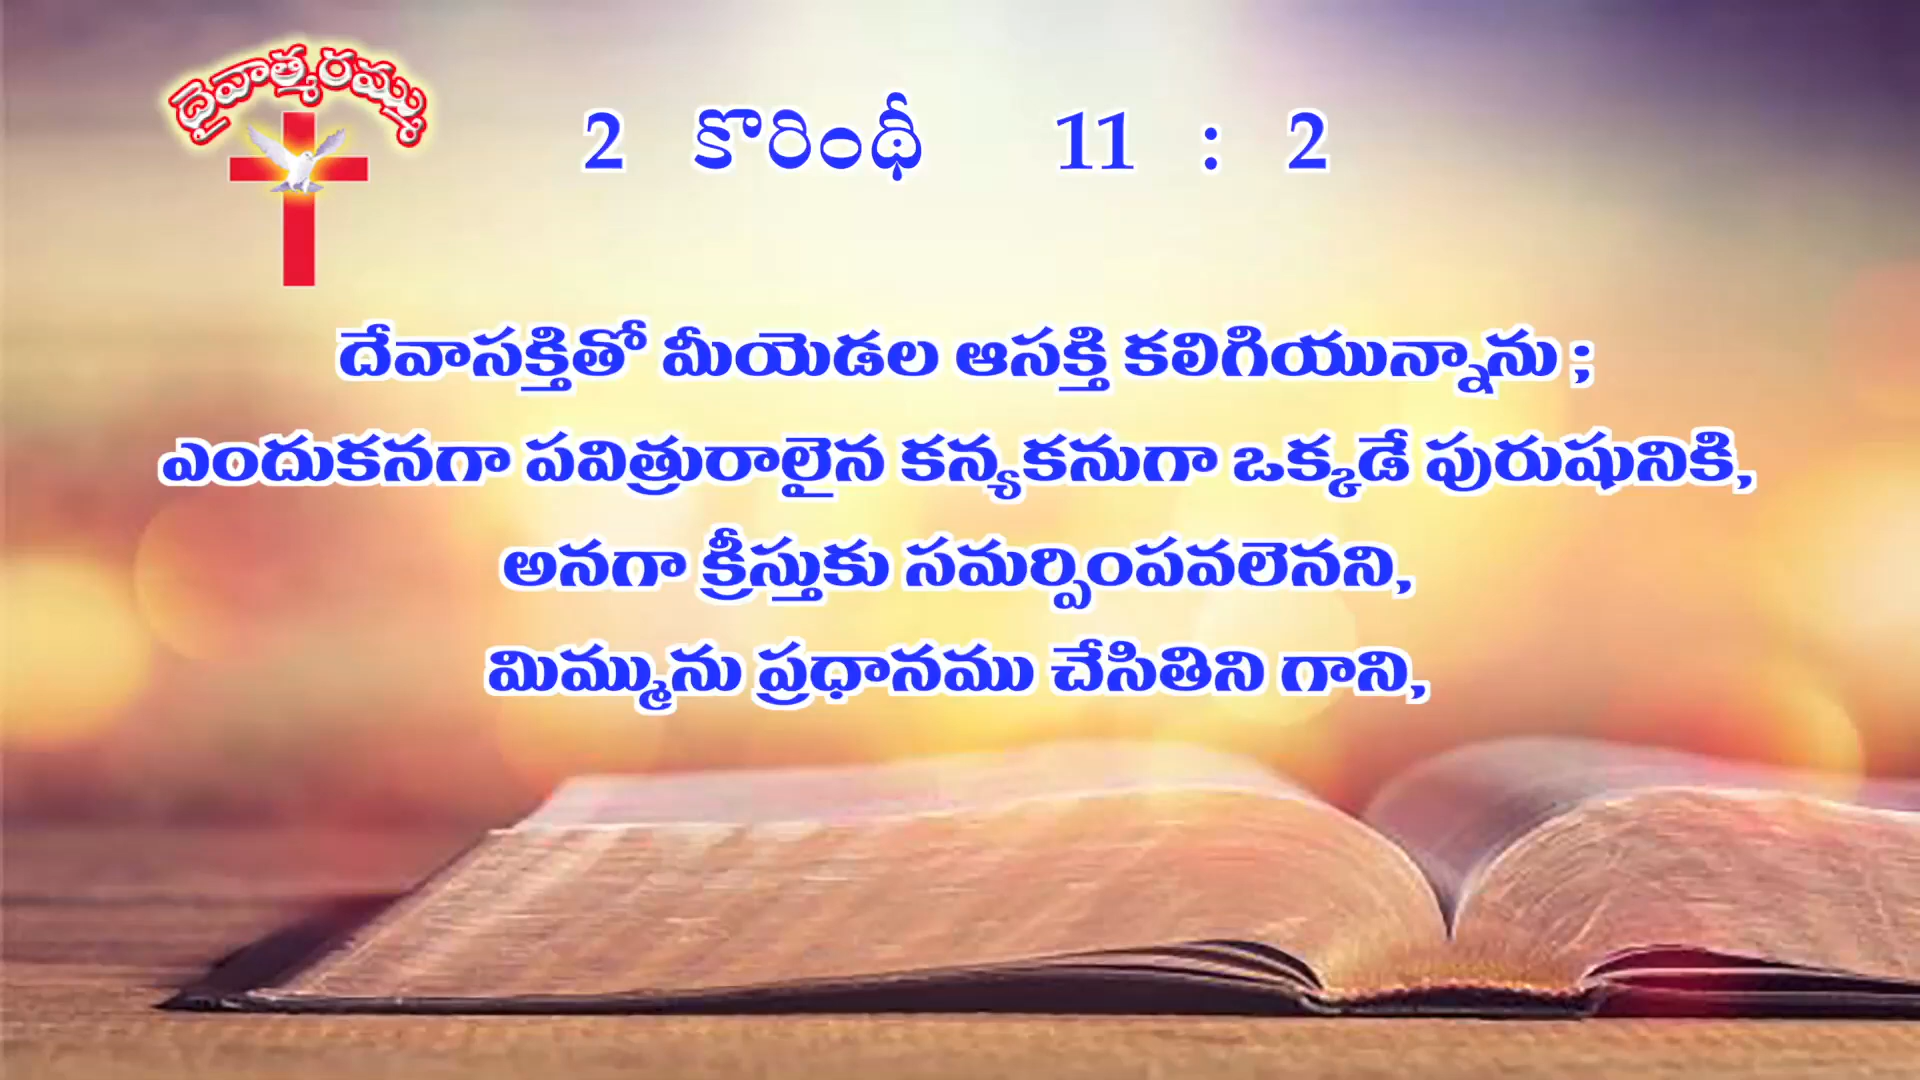 దైవాత్మరమ్ము
2 కొరింథీ 11 : 2
దేవాసక్తితో మీయెడల ఆసక్తి కలిగియున్నాను ;
ఎందుకనగా పవిత్రురాలైన కన్యకనుగా ఒక్కడే పురుషునికి,
అనగా క్రీస్తుకు సమర్పింపవలెనని,
మిమ్మును ప్రధానము చేసితిని గాని,